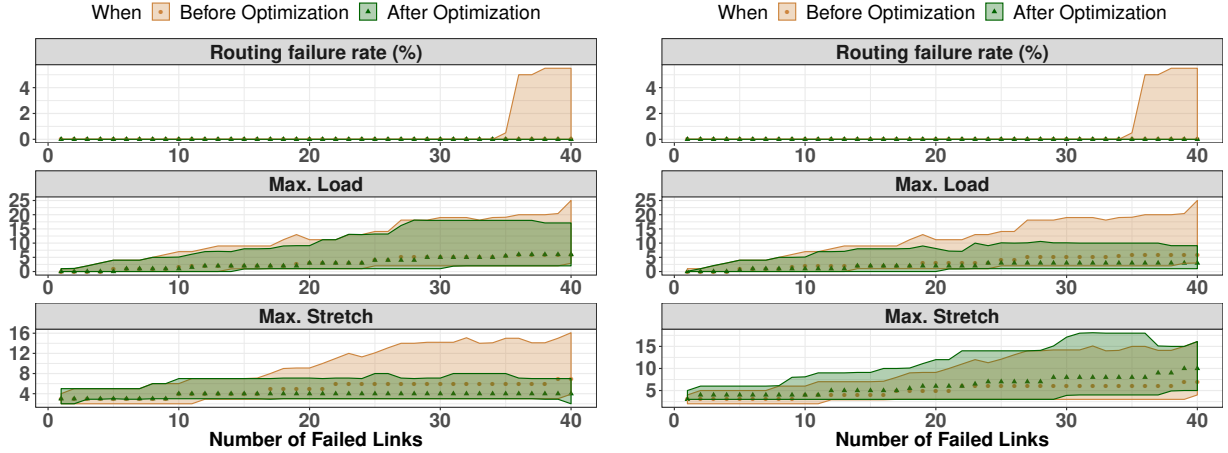 When Before Optimization After Optimization
Routing failure rate (%)
4
2
0
0 10 20 30 40
Max. Load
25
20
15
10
5
0
0 10 20 30 40
Max. Stretch
16
12
8
4
0 10 20 30 40
Number of Failed Links
When Before Optimization After Optimization
Routing failure rate (%)
4
2
0
0 10 20 30 40
Max. Load
25
20
15
10
5
0
0 10 20 30 40
Max. Stretch
15
10
5
0 10 20 30 40
Number of Failed Links